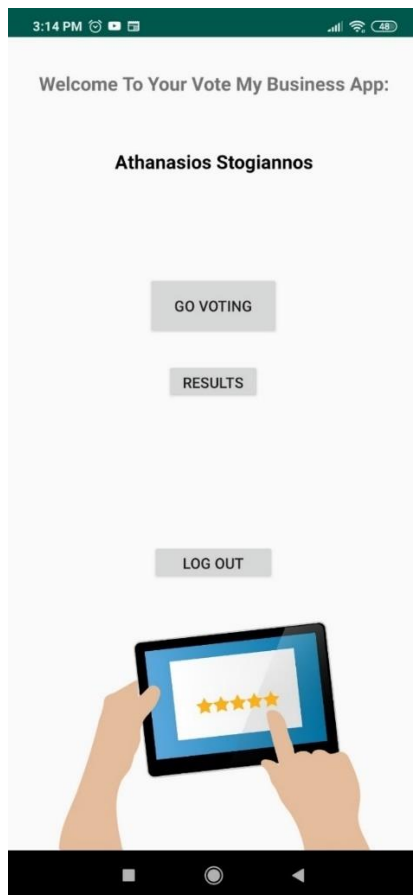 3:14 PM 48
Welcome To Your Vote My Business App:
Athanasios Stogiannos
GO VOTING
RESULTS
LOG OUT